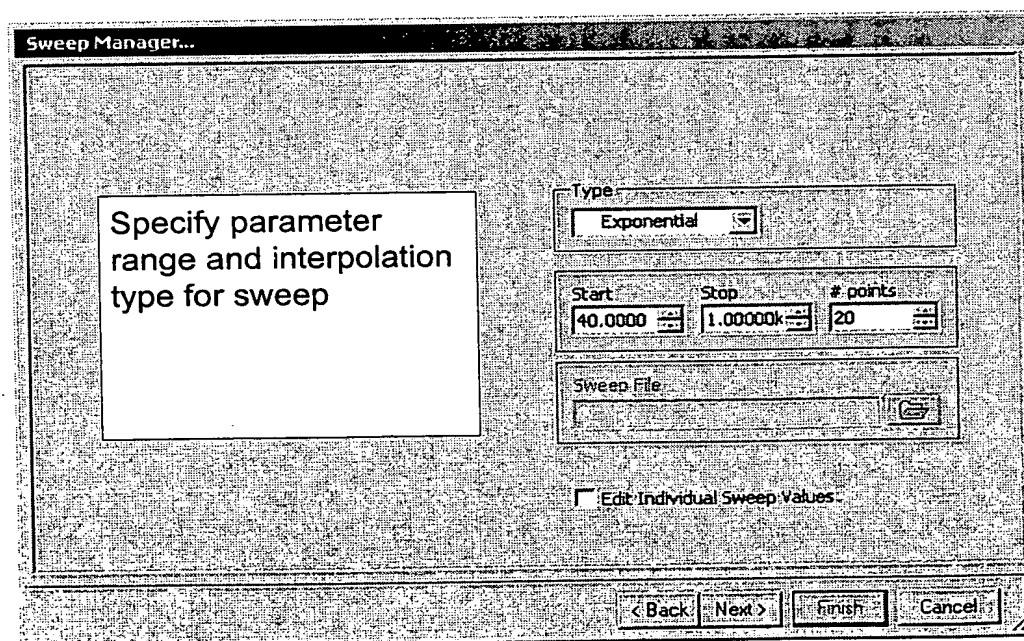 Sweep Manager...
Specify parameter
range and interpolation
type for sweep
Type
Exponential
Start
Stop
# points
40.0000
1.00000k
20
Sweep File
Edit Individual Sweep Values
< Back
Next >
Finish
Cancel